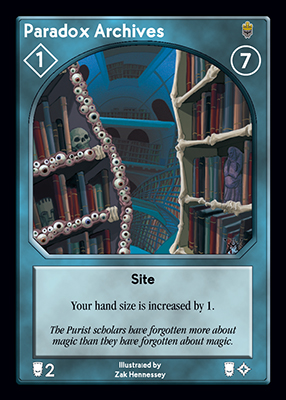 Paradox Archives
1
7
Site
Your hand size is increased by 1.
The Purist scholars have forgotten more about
magic than they have forgotten about magic.
2
Illustrated by
Zak Hennessey